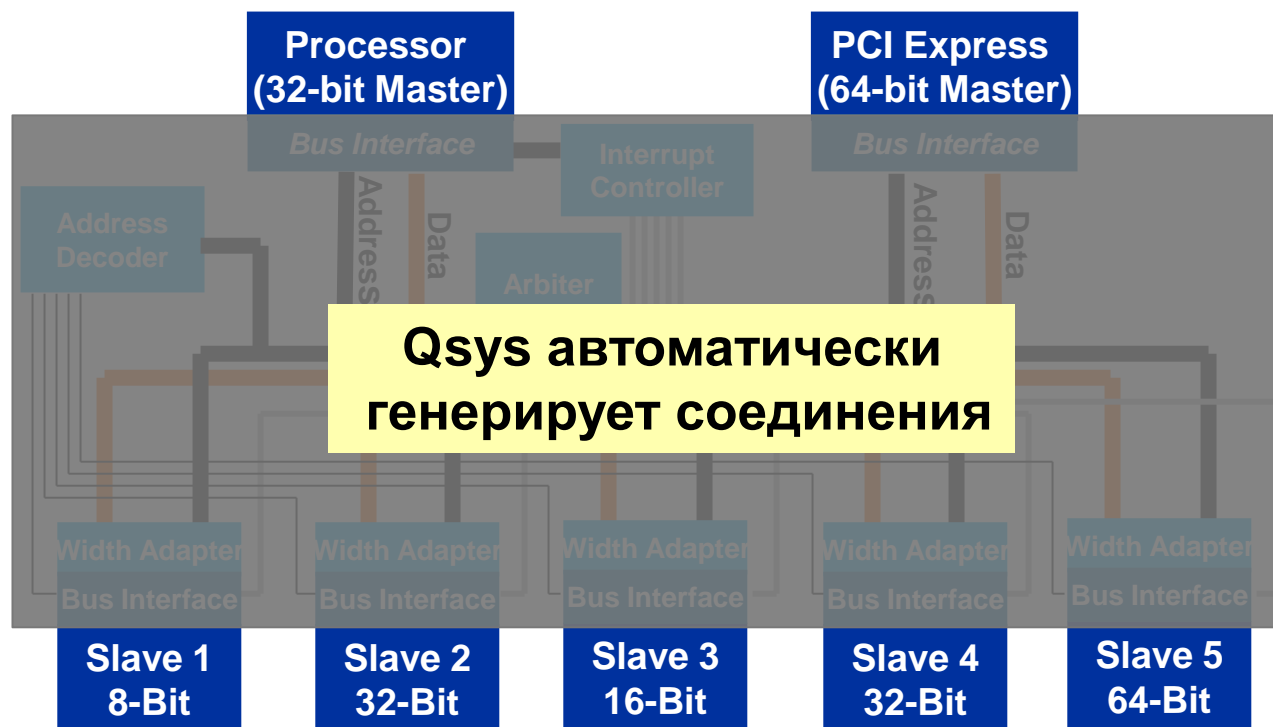 Processor
(32-bit Master)
PCI Express
(64-bit Master)
Bus Interface
Bus Interface
Interrupt
Controller
Address
Decoder
Address
Data
Arbiter
Address
Data
Qsys автоматически
генерирует соединения
Width Adapter
Width Adapter
Width Adapter
Width Adapter
Width Adapter
Bus Interface
Bus Interface
Bus Interface
Bus Interface
Bus Interface
Slave 1
8-Bit
Slave 2
32-Bit
Slave 3
16-Bit
Slave 4
32-Bit
Slave 5
64-Bit